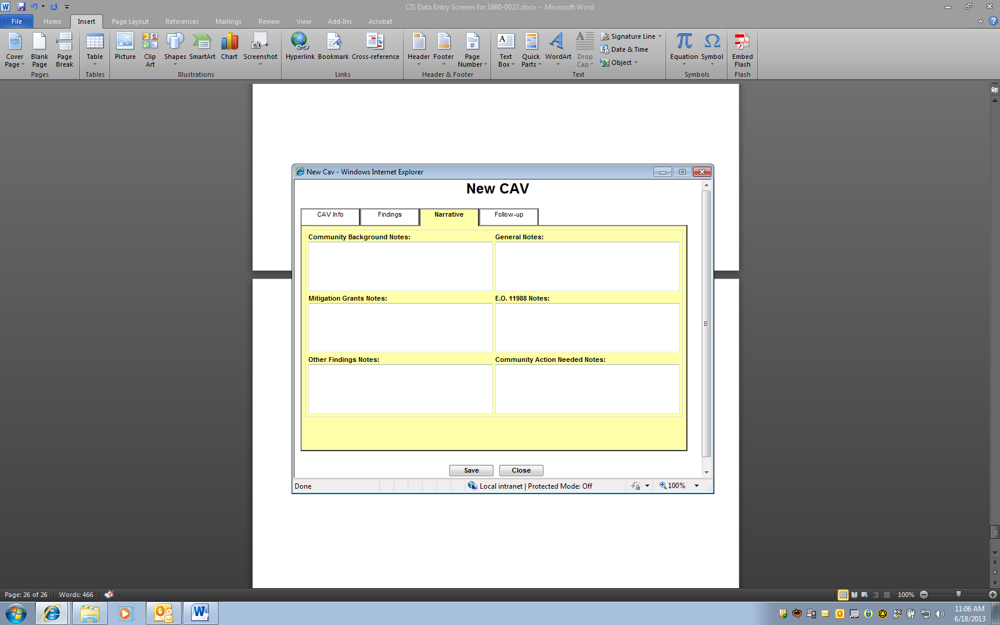 CIS Data Entry Screens for 1660-0023.docx - Microsoft Word
File Home Insert Page Layout References Mailings Review View Add-Ins Acrobat
Cover Page
Blank Page
Page Break
Pages
Table
Tables
Picture
Clip Art
Shapes
SmartArt
Chart
Screenshot
Illustrations
Hyperlink
Bookmark
Cross-reference
Links
Header
Footer
Page Number
Header & Footer
Text Box
Quick Parts
WordArt
Drop Cap
Signature Line
Date & Time
Object
Text
Equation
Symbol
Symbols
Embed Flash
Flash
New Cav - Windows Internet Explorer
New CAV
CAV Info Findings Narrative Follow-up
Community Background Notes: General Notes:
Mitigation Grants Notes: E.O. 11988 Notes:
Other Findings Notes: Community Action Needed Notes:
Save Close
Done Local intranet | Protected Mode: Off 100%
Page: 26 of 26 Words: 466 100%
11:06 AM
6/18/2013